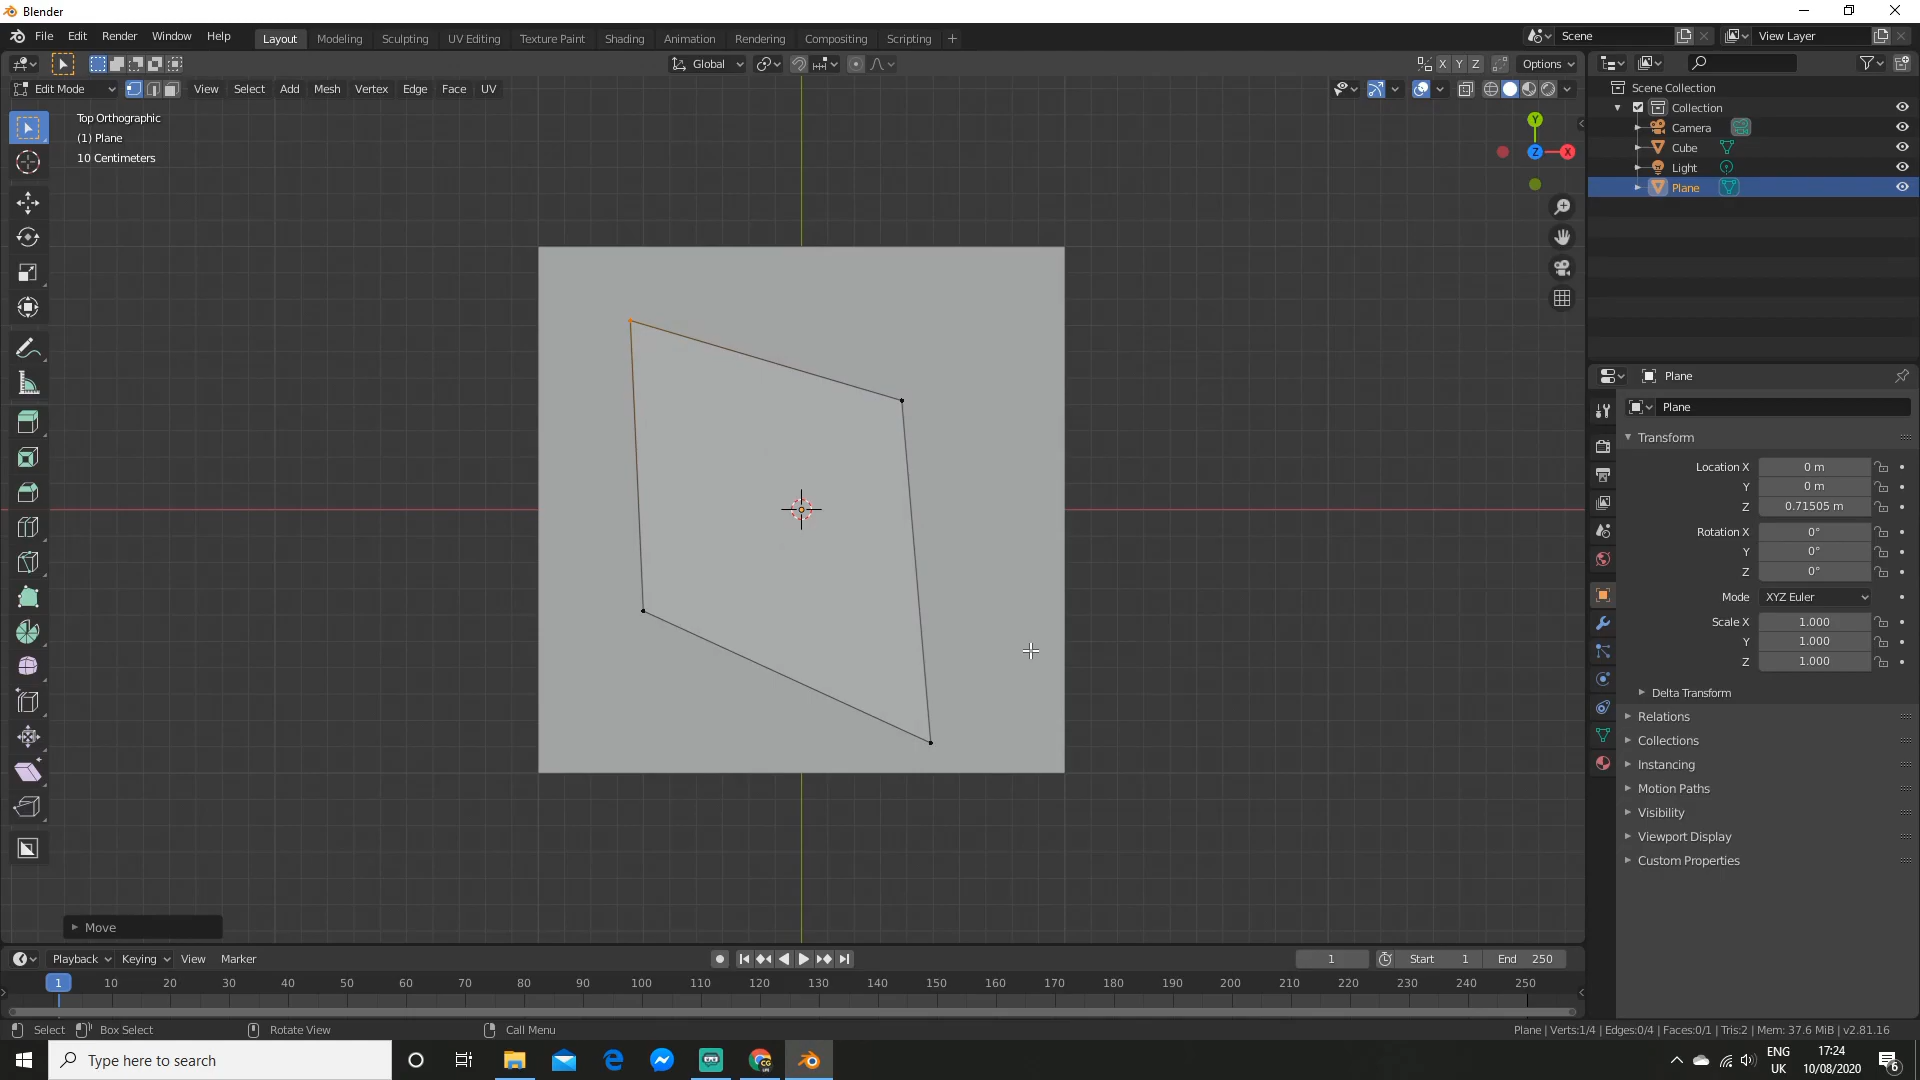 Blender
File Edit Render Window Help
Layout Modeling Sculpting UV Editing Texture Paint Shading Animation Rendering Compositing Scripting
Scene
View Layer
Global
X Y Z
Options
Edit Mode
View Select Add Mesh Vertex Edge Face UV
Top Orthographic
(1) Plane
10 Centimeters
Y
Z
X
Scene Collection
Collection
Camera
Cube
Light
Plane
Plane
Plane
Transform
Location X 0 m
Y 0 m
Z 0.71505 m
Rotation X 0°
Y 0°
Z 0°
Mode XYZ Euler
Scale X 1.000
Y 1.000
Z 1.000
Delta Transform
Relations
Collections
Instancing
Motion Paths
Visibility
Viewport Display
Custom Properties
Move
Playback Keying View Marker
1
Start 1
End 250
1 10 20 30 40 50 60 70 80 90 100 110 120 130 140 150 160 170 180 190 200 210 220 230 240 250
Select Box Select Rotate View Call Menu
Plane | Verts:1/4 | Edges:0/4 | Faces:0/1 | Tris:2 | Mem: 37.6 MiB | v2.81.16
Type here to search
ENG
UK
17:24
10/08/2020
6